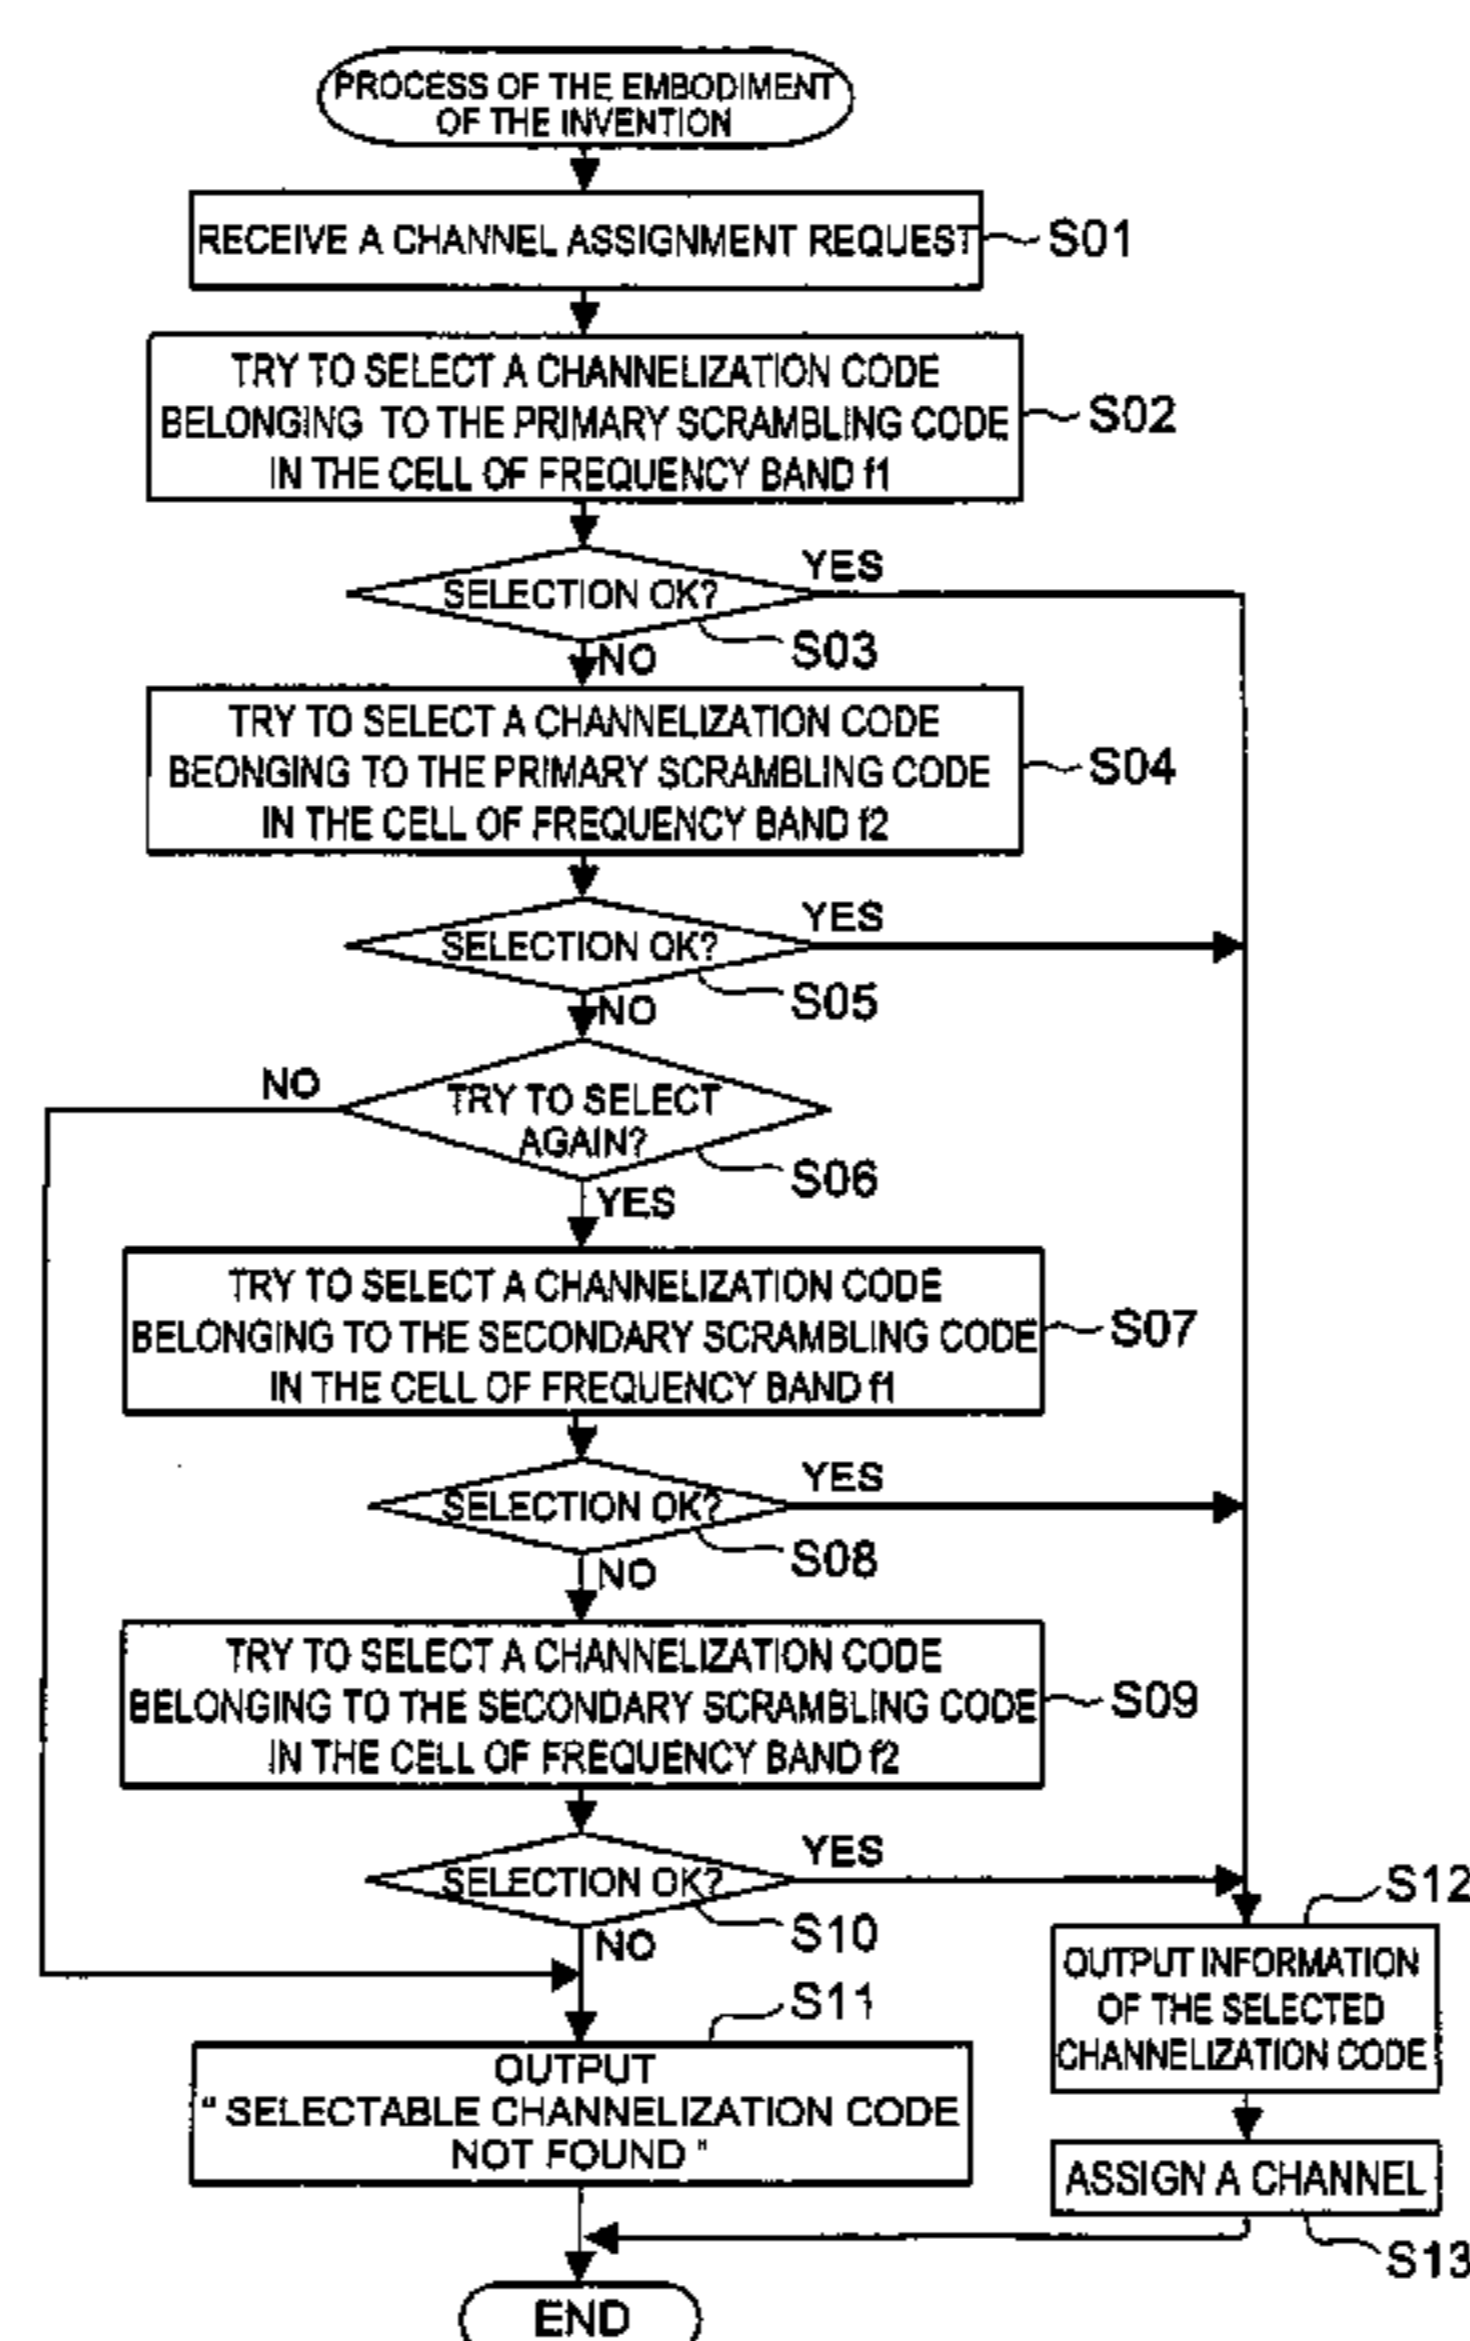 PROCESS OF THE EMBODIMENT
OF THE INVENTION
RECEIVE A CHANNEL ASSIGNMENT REQUEST
S01
TRY TO SELECT A CHANNELIZATION CODE
BELONGING TO THE PRIMARY SCRAMBLING CODE
IN THE CELL OF FREQUENCY BAND f1
S02
SELECTION OK?
YES
S03
NO
TRY TO SELECT A CHANNELIZATION CODE
BEONGING TO THE PRIMARY SCRAMBLING CODE
IN THE CELL OF FREQUENCY BAND f2
S04
SELECTION OK?
YES
S05
NO
TRY TO SELECT
AGAIN?
NO
S06
YES
TRY TO SELECT A CHANNELIZATION CODE
BELONGING TO THE SECONDARY SCRAMBLING CODE
IN THE CELL OF FREQUENCY BAND f1
S07
SELECTION OK?
YES
S08
NO
TRY TO SELECT A CHANNELIZATION CODE
BELONGING TO THE SECONDARY SCRAMBLING CODE
IN THE CELL OF FREQUENCY BAND f2
S09
SELECTION OK?
YES
S10
NO
S11
OUTPUT
" SELECTABLE CHANNELIZATION CODE
NOT FOUND "
S12
OUTPUT INFORMATION
OF THE SELECTED
CHANNELIZATION CODE
ASSIGN A CHANNEL
S13
END